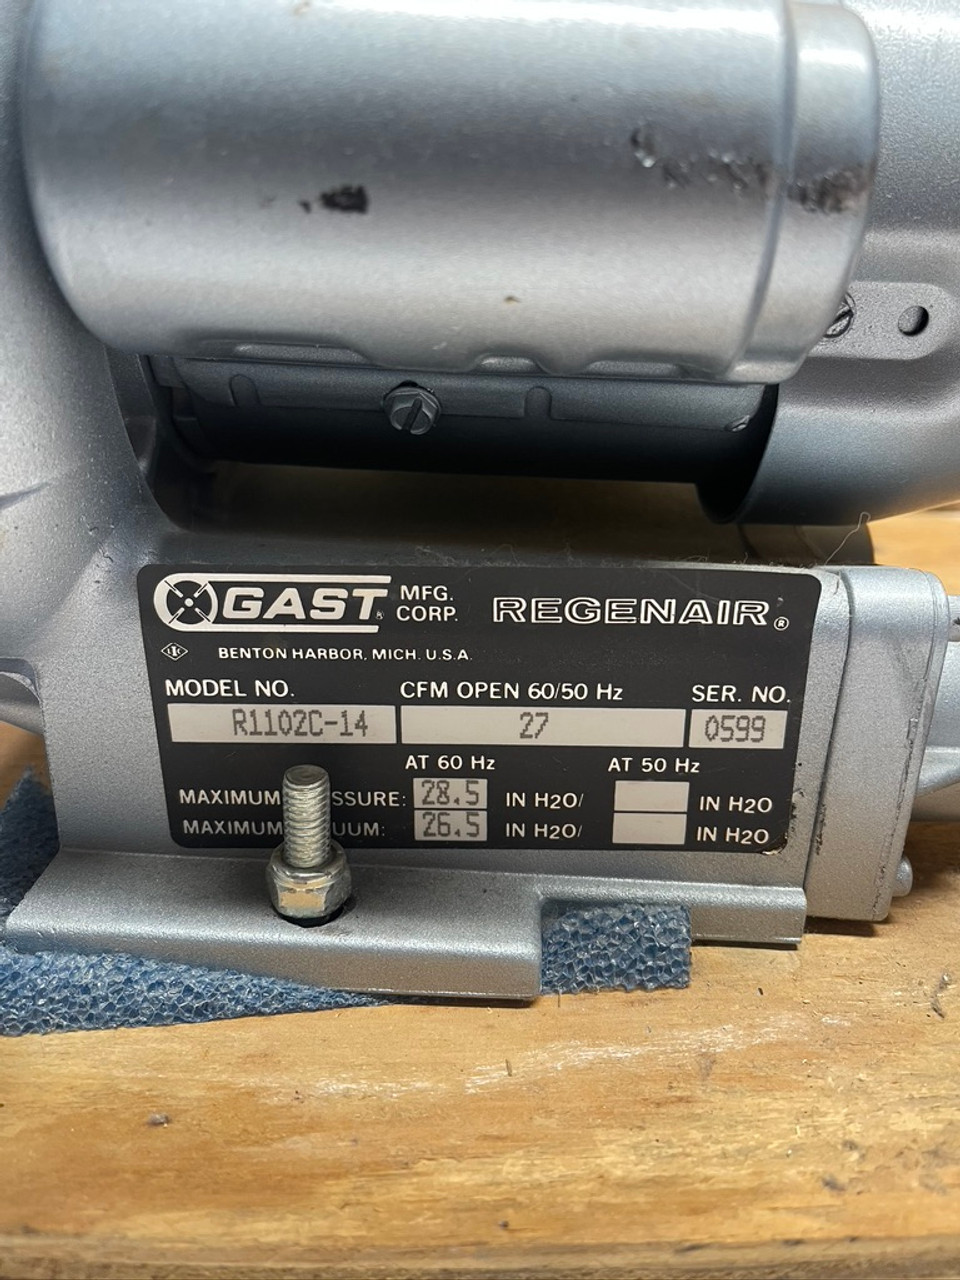 GAST® MFG. CORP. REGENAIR®
BENTON HARBOR, MICH. U.S.A.
MODEL NO. CFM OPEN 60/50 Hz SER. NO.
R1102C-14 27 0599
AT 60 Hz AT 50 Hz
MAXIMUM SSURE: 28.5 IN H2O/ IN H2O
MAXIMUM UUM: 26.5 IN H2O/ IN H2O